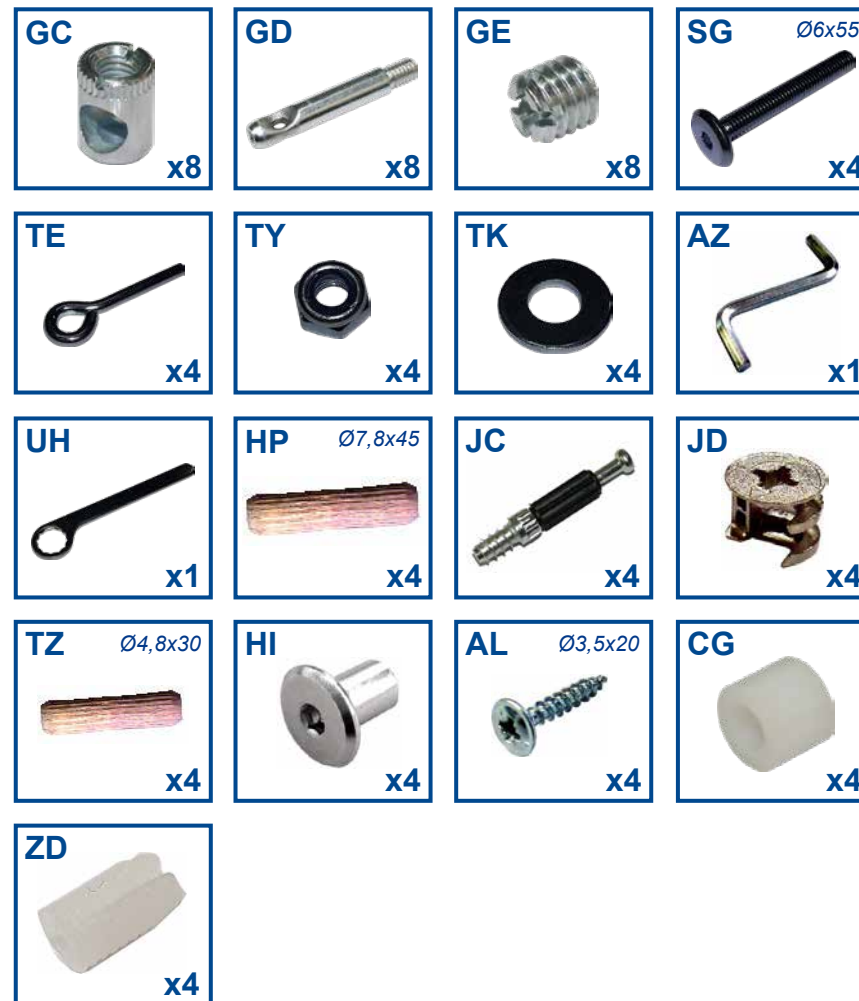 GC
x8
GD
x8
GE
x8
SG Ø6x55
x4
TE
x4
TY
x4
TK
x4
AZ
x1
UH
x1
HP Ø7,8x45
x4
JC
x4
JD
x4
TZ Ø4,8x30
x4
HI
x4
AL Ø3,5x20
x4
CG
x4
ZD
x4